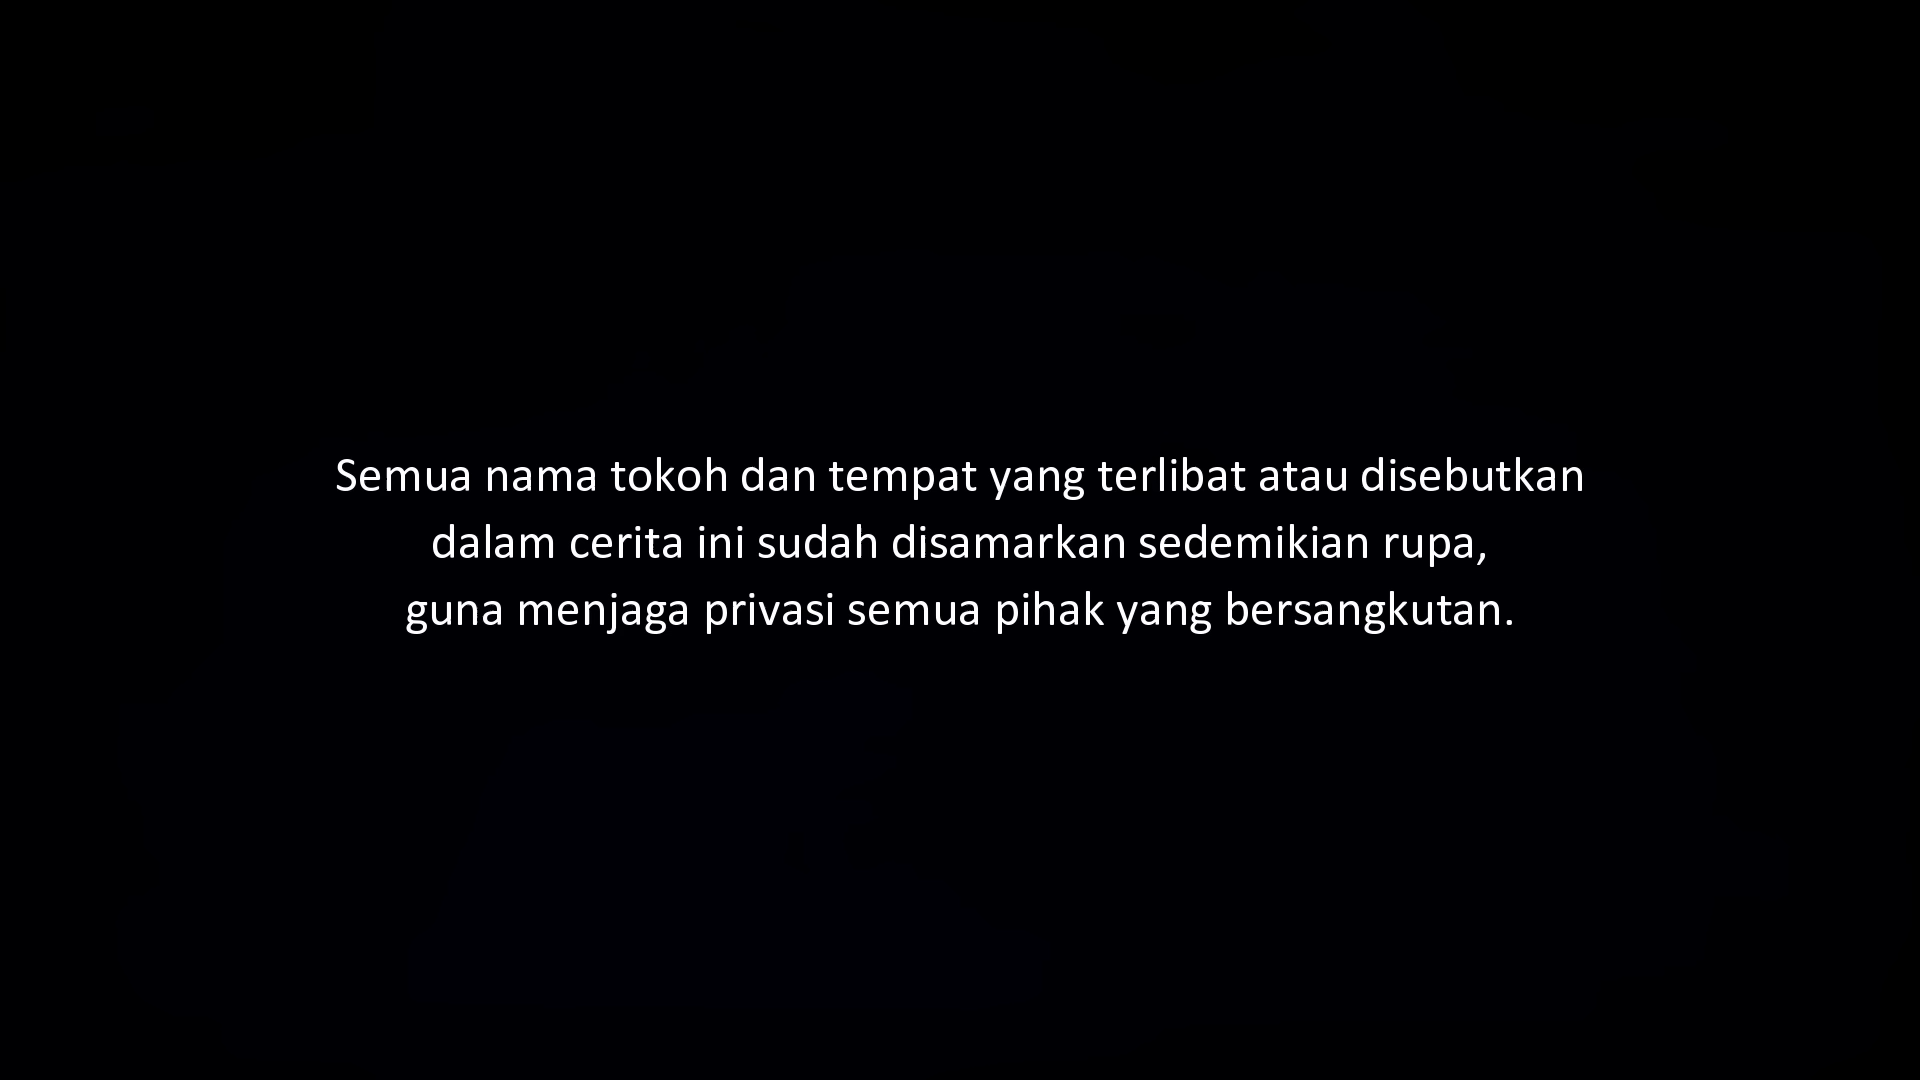 Semua nama tokoh dan tempat yang terlibat atau disebutkan
dalam cerita ini sudah disamarkan sedemikian rupa,
guna menjaga privasi semua pihak yang bersangkutan.